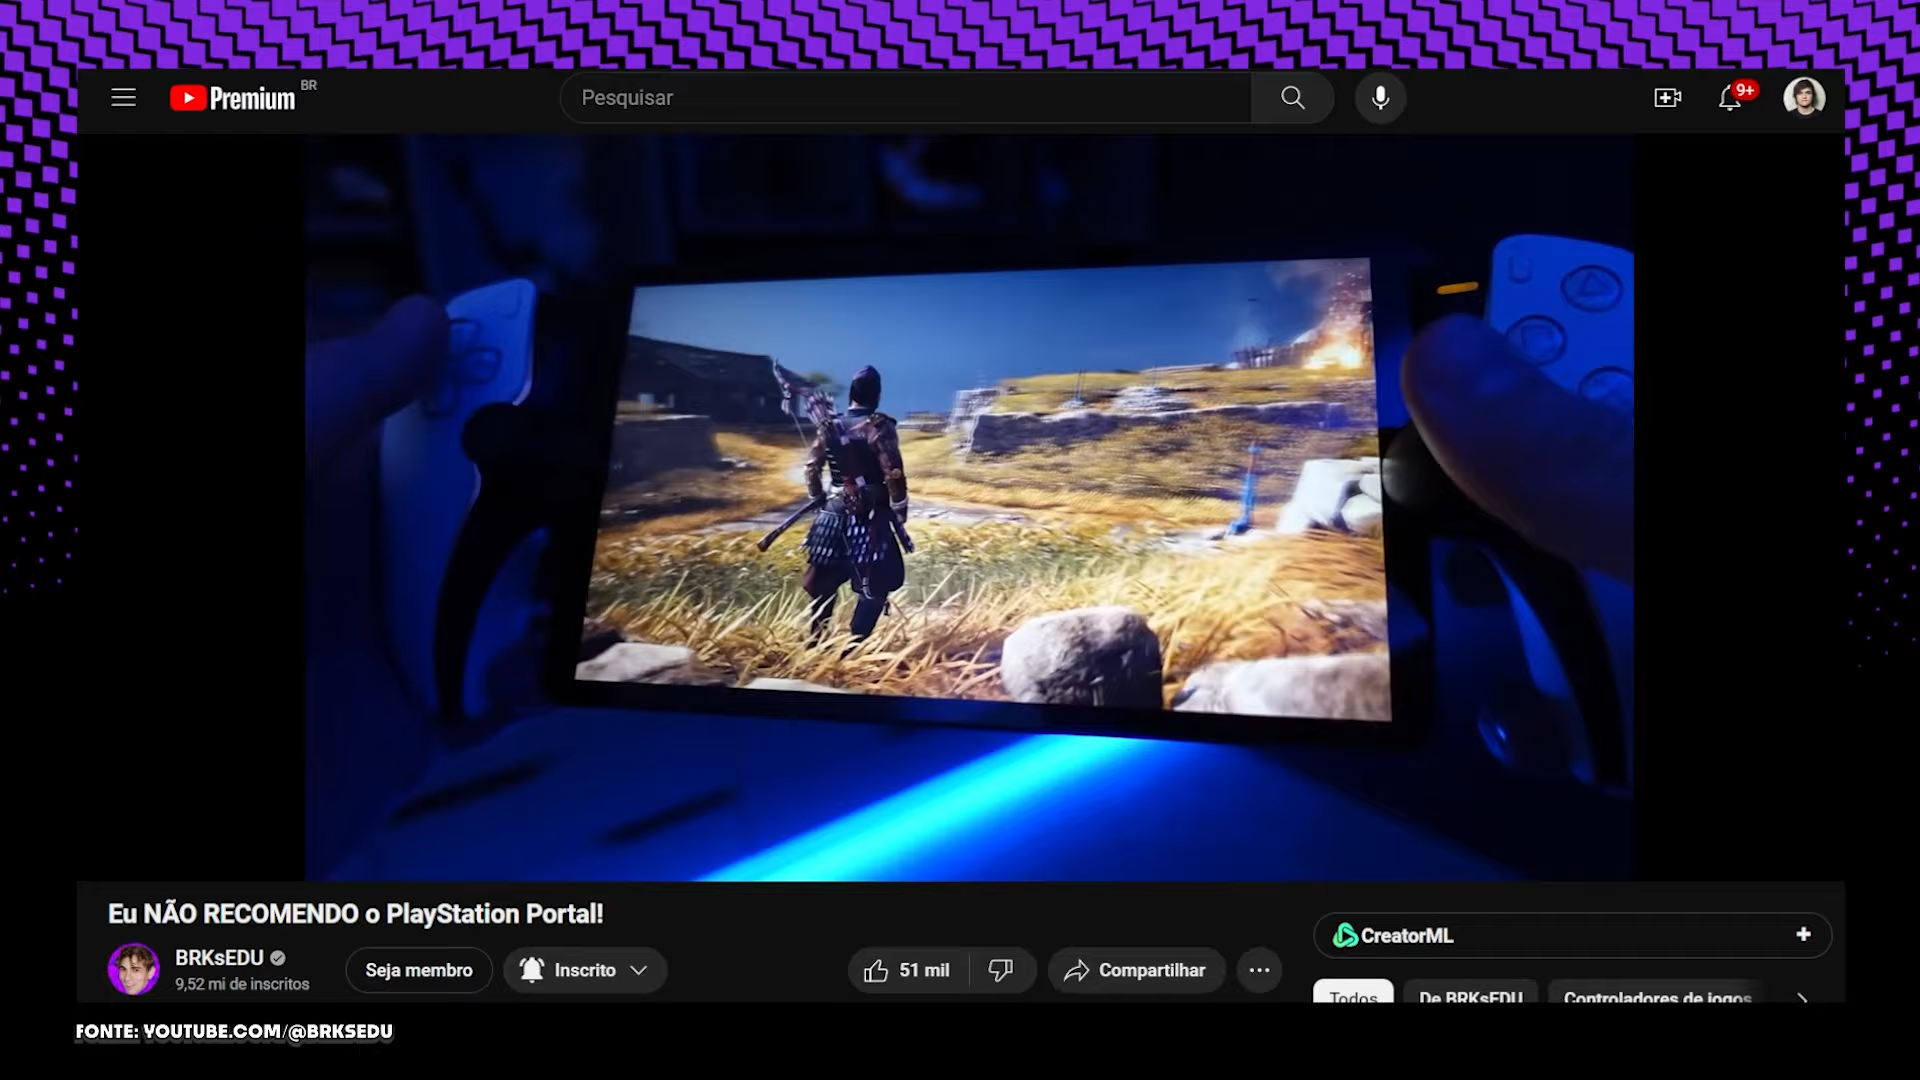 Premium BR
Pesquisar
9+
Eu NÃO RECOMENDO o PlayStation Portal!
BRKsEDU
9,52 mi de inscritos
Seja membro
Inscrito
51 mil
Compartilhar
CreatorML
Todos
De BRKsEDU
Controladores de jogos
FONTE: YOUTUBE.COM/@BRKSEDU